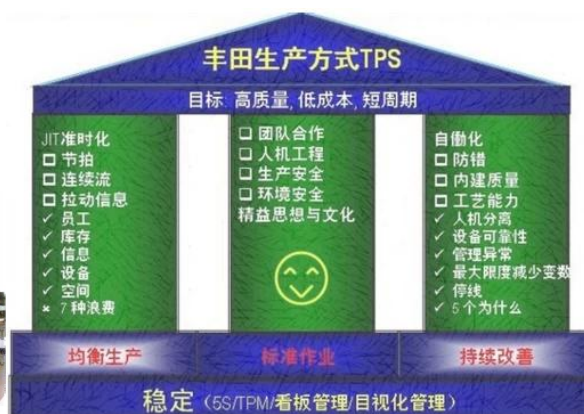 丰田生产方式TPS
目标: 高质量, 低成本, 短周期
JIT准时化
☐ 节拍
☐ 连续流
☐ 拉动信息
✓ 员工
✓ 库存
✓ 信息
✓ 设备
✓ 空间
× 7种浪费
☐ 团队合作
☐ 人机工程
☐ 生产安全
☐ 环境安全
精益思想与文化
自働化
☐ 防错
☐ 内建质量
☐ 工艺能力
✓ 人机分离
✓ 设备可靠性
✓ 管理异常
✓ 最大限度减少变数
✓ 停线
✓ 5个为什么
均衡生产
标准作业
持续改善
稳定（5S/TPM/看板管理/目视化管理）